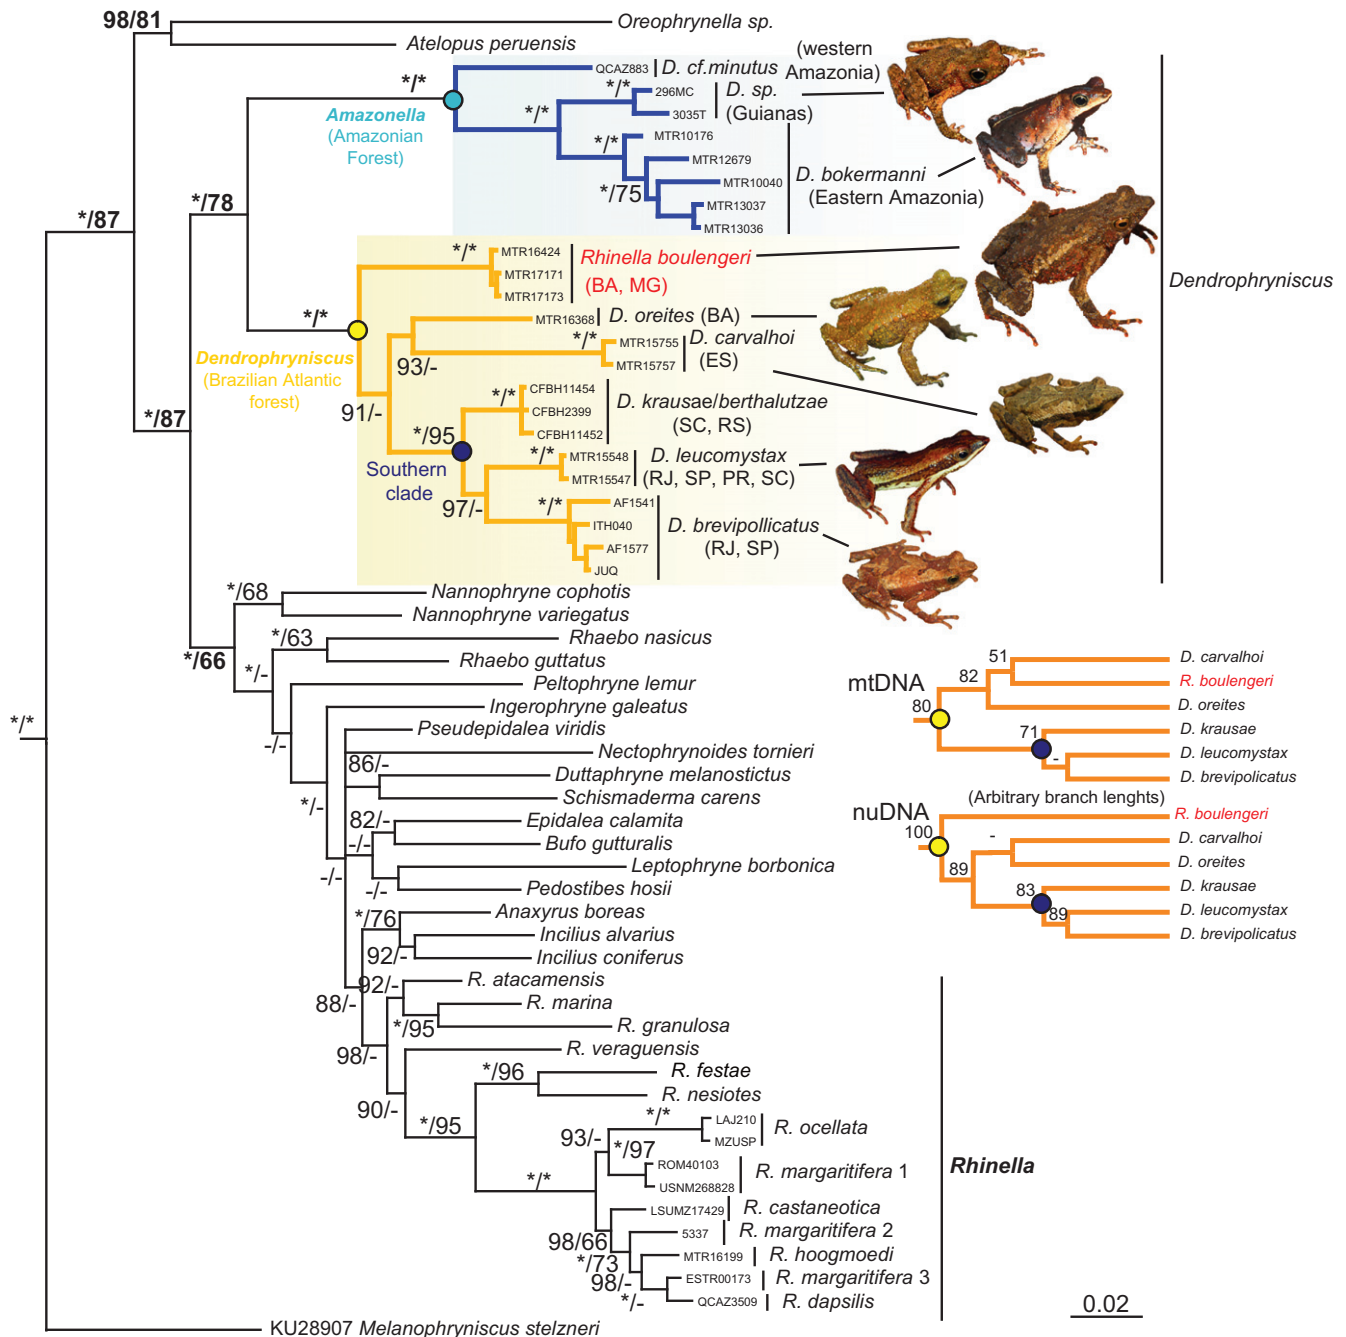 98/81
Oreophrynella sp.
Atelopus peruensis
*/*
QCAZ883
D. cf.minutus
(western
Amazonia)
Amazonella
(Amazonian
Forest)
*/*
296MC
3035T
D. sp.
(Guianas)
*/*
*/*
MTR10176
MTR12679
*/75
MTR10040
MTR13037
MTR13036
D. bokermanni
(Eastern Amazonia)
*/78
*/87
*/*
MTR16424
MTR17171
MTR17173
Rhinella boulengeri
(BA, MG)
Dendrophryniscus
*/*
Dendrophryniscus
(Brazilian Atlantic
forest)
MTR16368
D. oreites (BA)
*/*
MTR15755
MTR15757
D. carvalhoi
(ES)
93/-
91/-
*/*
CFBH11454
CFBH2399
CFBH11452
D. krausae/berthalutzae
(SC, RS)
*/87
*/95
Southern
clade
*/*
MTR15548
MTR15547
D. leucomystax
(RJ, SP, PR, SC)
97/-
*/*
AF1541
ITH040
AF1577
JUQ
D. brevipollicatus
(RJ, SP)
*/68
Nannophryne cophotis
Nannophryne variegatus
*/66
*/63
Rhaebo nasicus
Rhaebo guttatus
*/-
Peltophryne lemur
Ingerophryne galeatus
-/-
Pseudepidalea viridis
*/*
Nectophrynoides tornieri
86/-
Duttaphryne melanostictus
Schismaderma carens
*/-
82/-
Epidalea calamita
Bufo gutturalis
-/-
Leptophryne borbonica
-/-
-/-
Pedostibes hosii
*/76
Anaxyrus boreas
Incilius alvarius
92/-
Incilius coniferus
88/-
92/-
R. atacamensis
R. marina
*/95
R. granulosa
98/-
R. veraguensis
*/96
R. festae
R. nesiotes
90/-
*/95
*/*
LAJ210
MZUSP
R. ocellata
93/-
*/97
ROM40103
USNM268828
R. margaritifera 1
*/*
LSUMZ17429
R. castaneotica
98/66
5337
R. margaritifera 2
*/73
MTR16199
R. hoogmoedi
98/-
ESTR00173
R. margaritifera 3
*/-
QCAZ3509
R. dapsilis
Rhinella
KU28907 Melanophryniscus stelzneri
mtDNA
80
82
51
D. carvalhoi
R. boulengeri
D. oreites
71
D. krausae
-
D. leucomystax
D. brevipolicatus
(Arbitrary branch lenghts)
nuDNA
100
R. boulengeri
-
D. carvalhoi
D. oreites
89
83
D. krausae
89
D. leucomystax
D. brevipolicatus
0.02